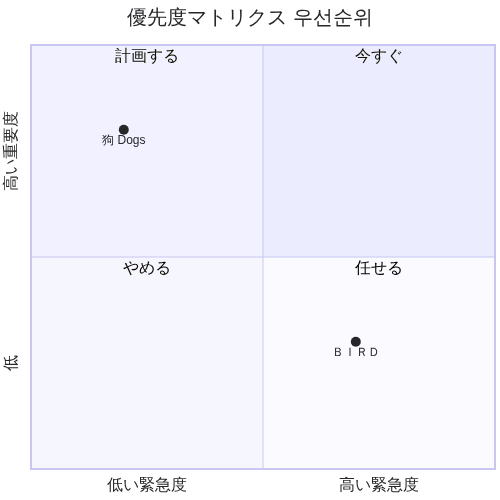 優先度マトリクス 우선순위
計画する
今すぐ
高い重要度
狗 Dogs
やめる
任せる
低
ＢＩＲＤ
低い緊急度
高い緊急度